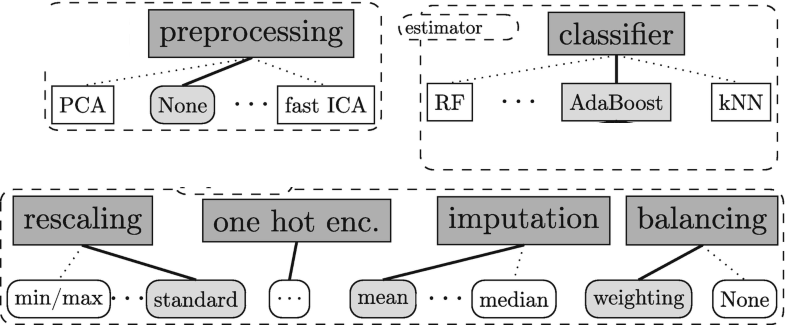 preprocessing
estimator
classifier
PCA
None
···
fast ICA
RF
···
AdaBoost
kNN
rescaling
one hot enc.
imputation
balancing
min/max
···
standard
···
mean
···
median
weighting
None